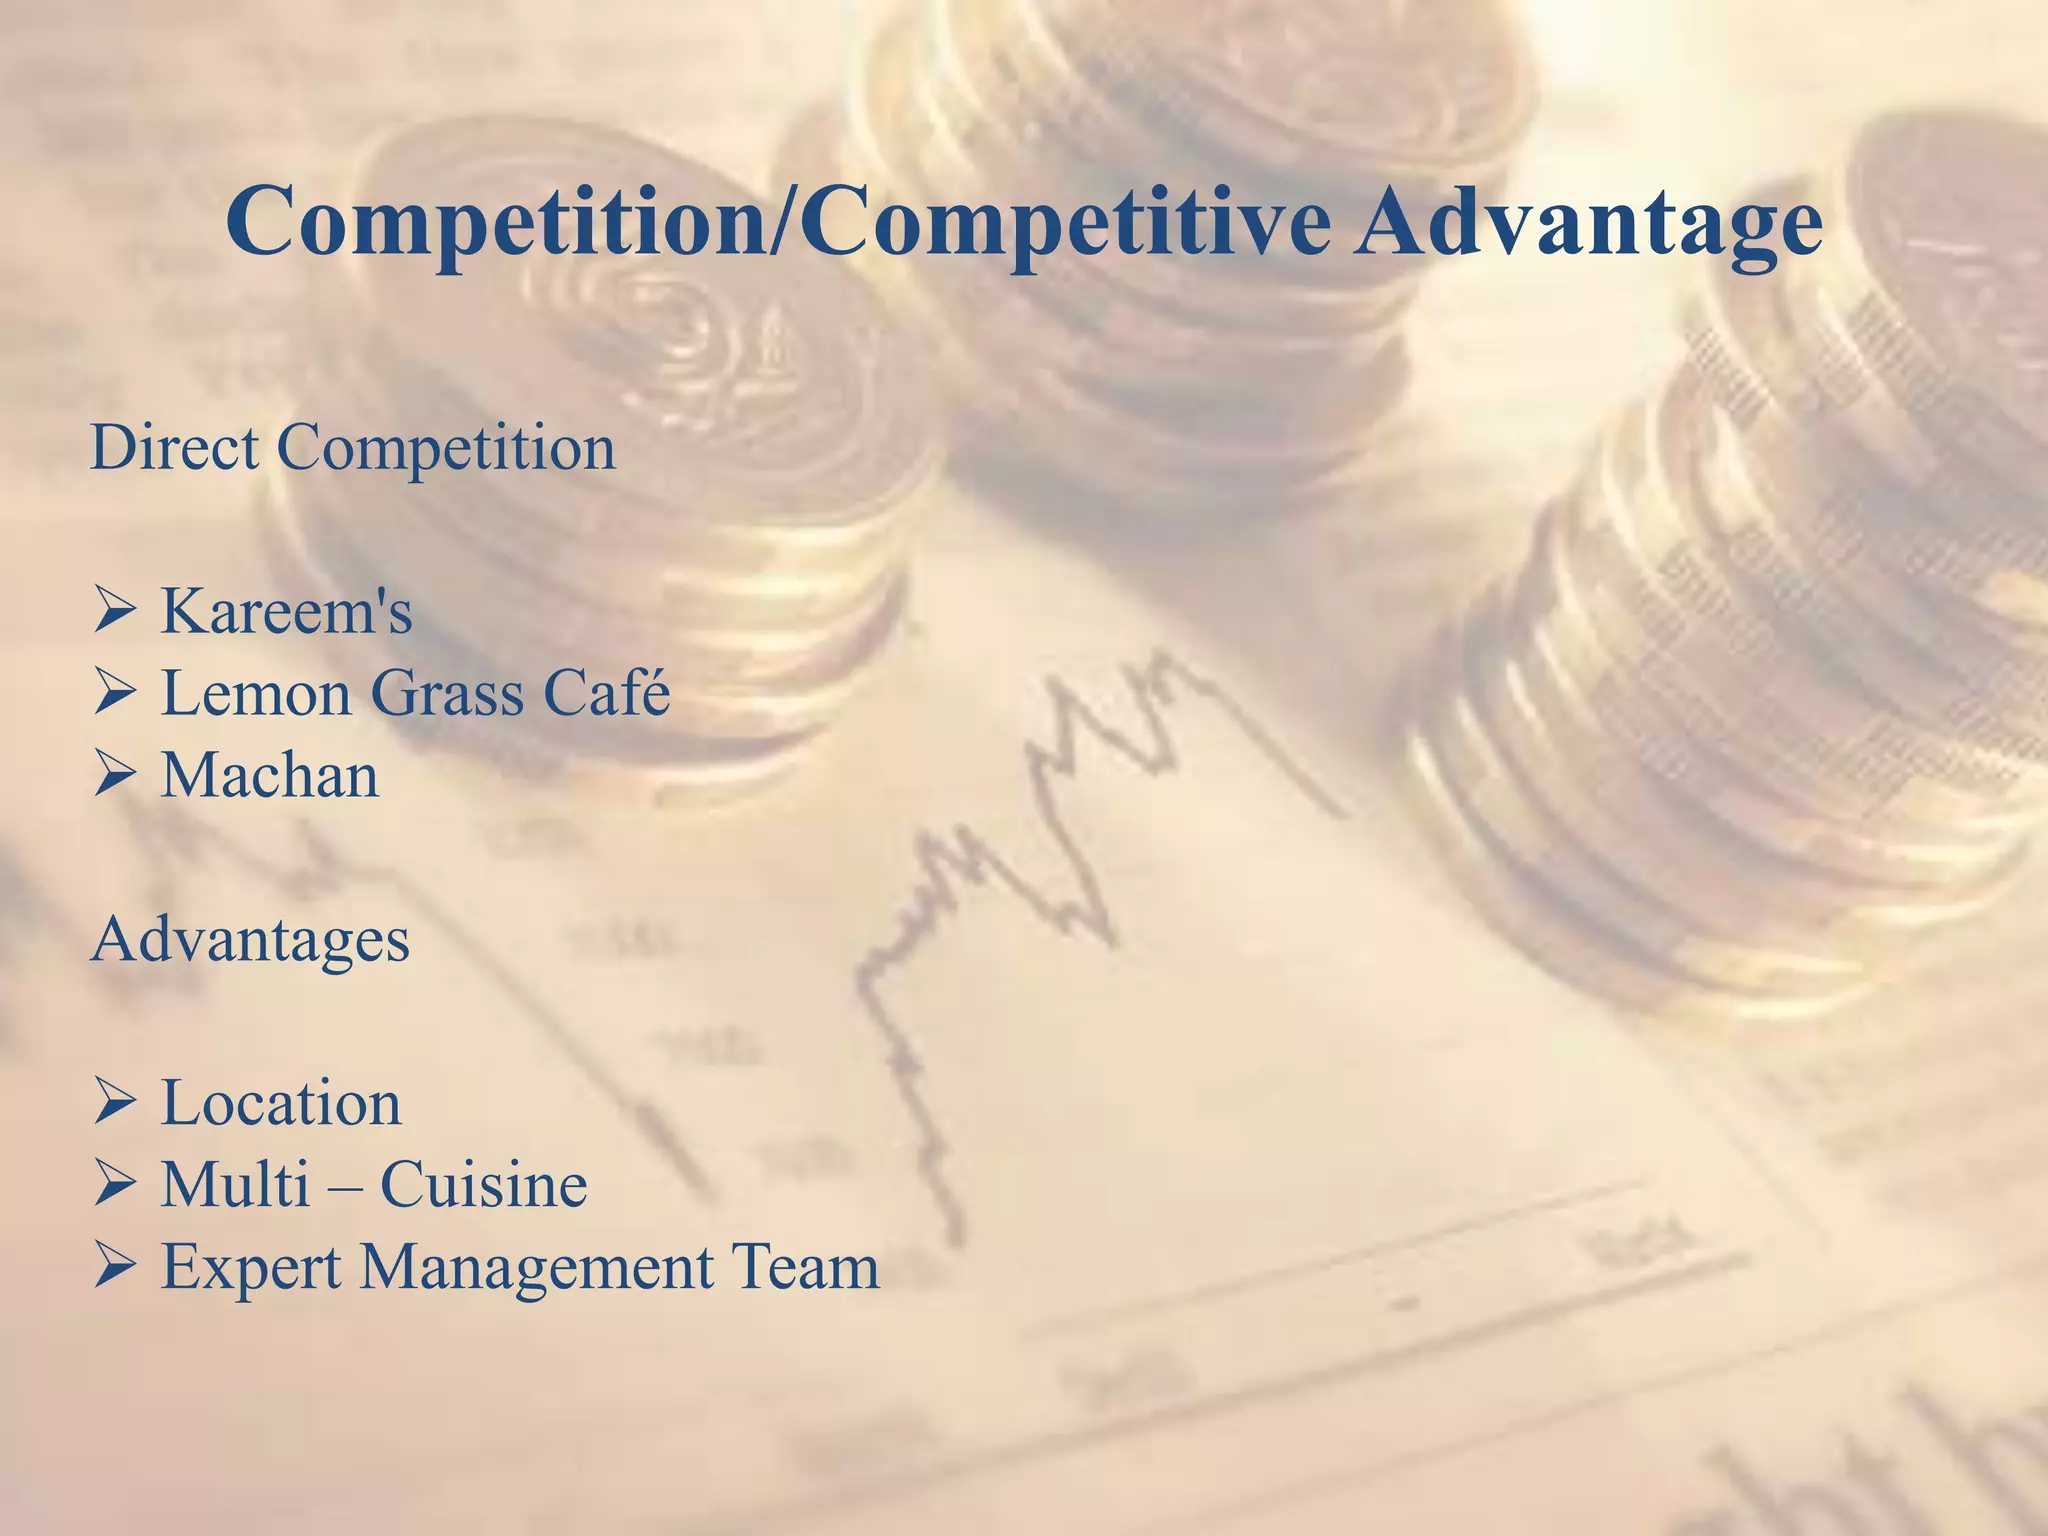 Competition/Competitive Advantage
Direct Competition
➢ Kareem's
➢ Lemon Grass Café
➢ Machan
Advantages
➢ Location
➢ Multi – Cuisine
➢ Expert Management Team